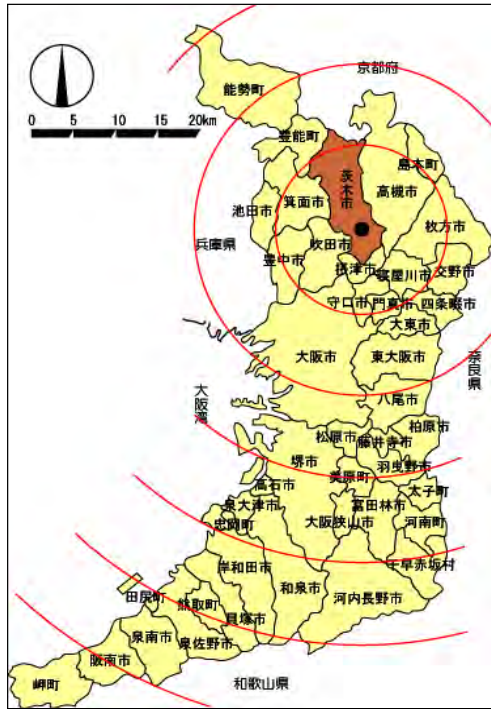 京都府
能勢町
0 5 10 15 20km
豊能町
島本町
茨木市
高槻市
箕面市
池田市
枚方市
兵庫県
吹田市
豊中市
摂津市
寝屋川市
交野市
守口市
門真市
四条畷市
大東市
大阪市
東大阪市
奈良県
大阪湾
八尾市
柏原市
松原市
藤井寺市
堺市
羽曳野市
美原町
高石市
太子町
泉大津市
富田林市
忠岡町
大阪狭山市
河南町
千早赤坂村
岸和田市
和泉市
田尻町
熊取町
河内長野市
貝塚市
泉南市
泉佐野市
阪南市
岬町
和歌山県